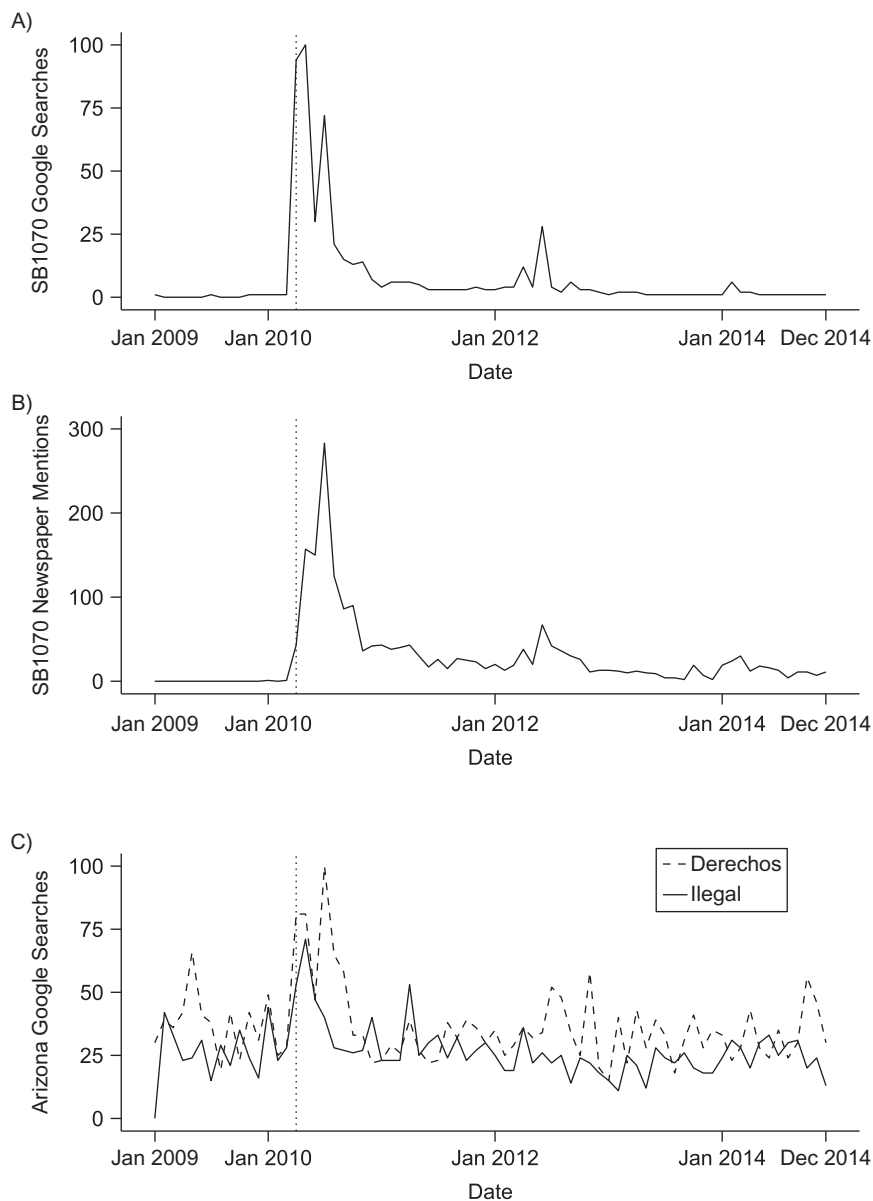 A)
SB1070 Google Searches
100
75
50
25
0
Jan 2009 Jan 2010 Jan 2012 Jan 2014 Dec 2014
Date
B)
SB1070 Newspaper Mentions
300
200
100
0
Jan 2009 Jan 2010 Jan 2012 Jan 2014 Dec 2014
Date
C)
Arizona Google Searches
100
75
50
25
0
Derechos
Ilegal
Jan 2009 Jan 2010 Jan 2012 Jan 2014 Dec 2014
Date